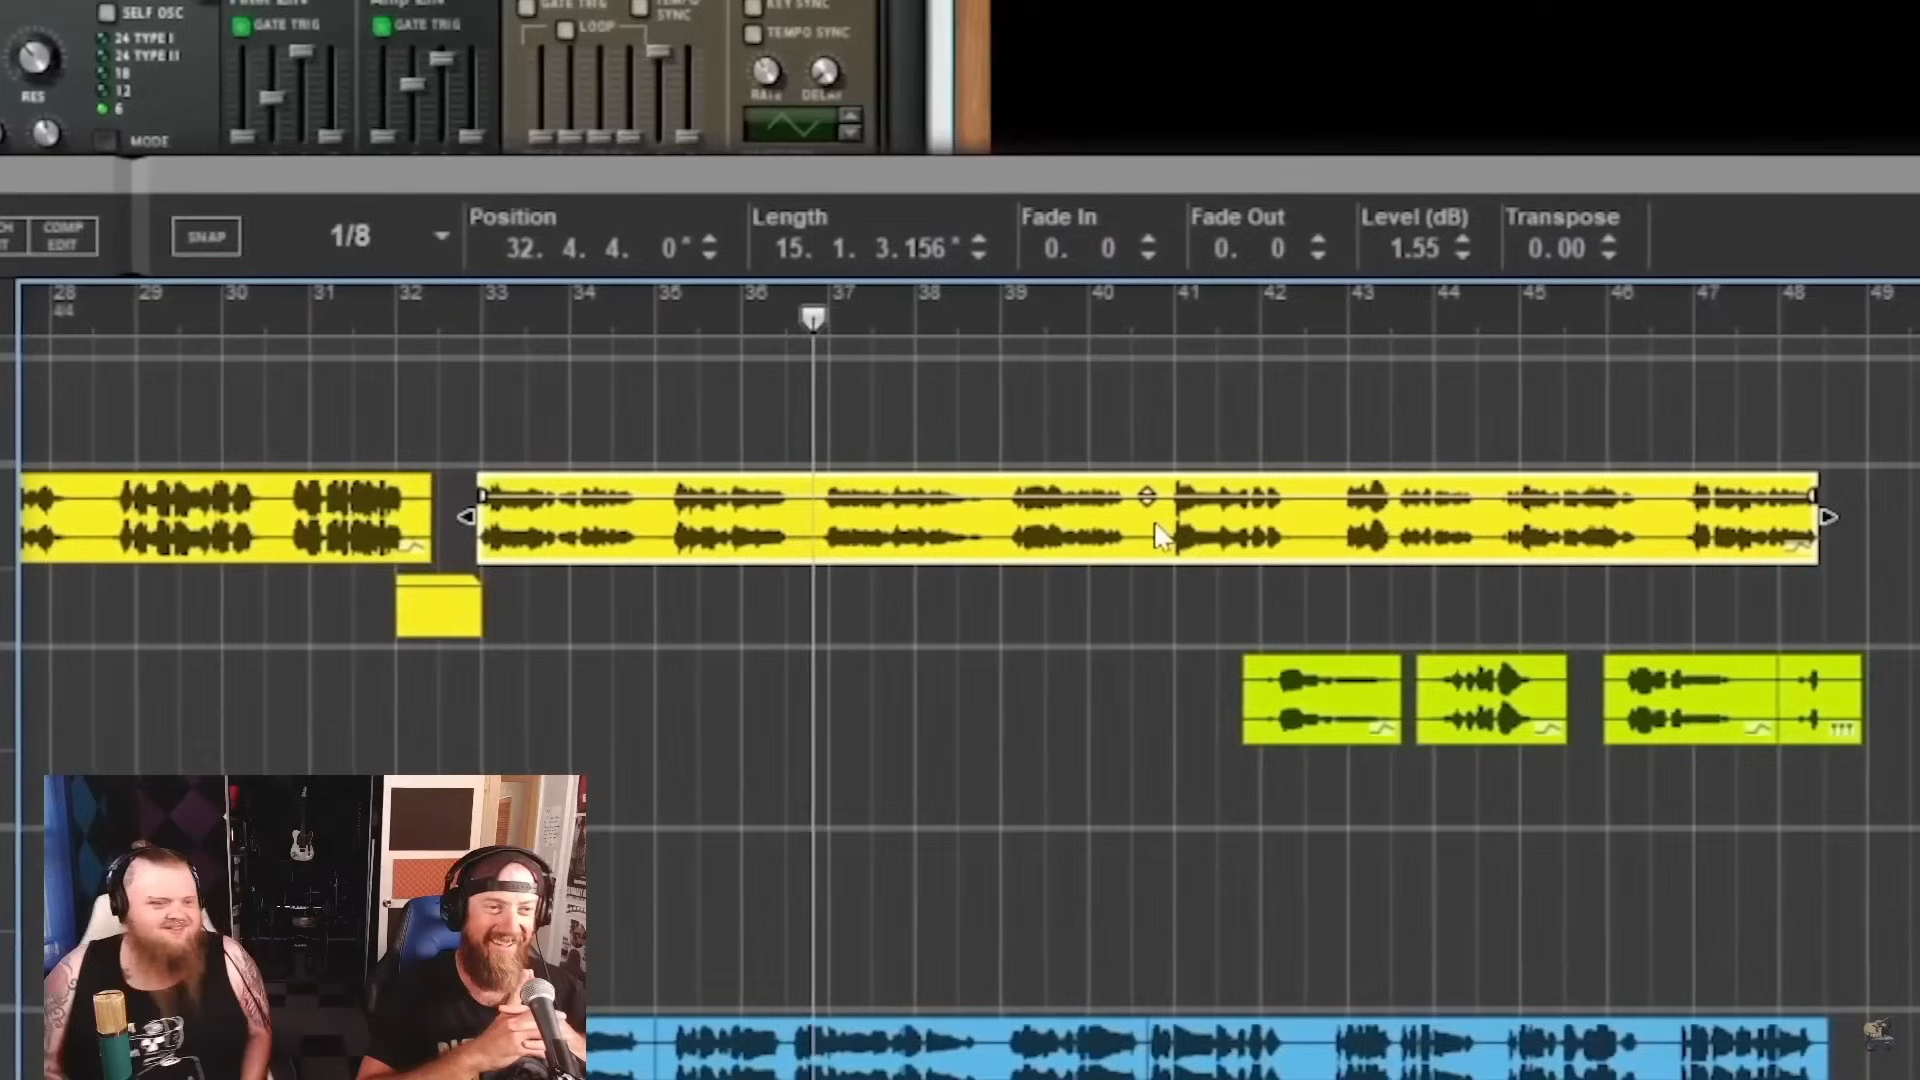 SELF OSC
GATE TRIG
GATE TRIG
LOOP
SYNC
TEMPO SYNC
24 TYPE I
24 TYPE II
18
12
6
RES
MODE
RATE
DELAY
COMP
EDIT
SNAP
1/8
Position
32. 4. 4. 0*
Length
15. 1. 3.156*
Fade In
0. 0
Fade Out
0. 0
Level (dB)
1.55
Transpose
0.00
28 29 30 31 32 33 34 35 36 37 38 39 40 41 42 43 44 45 46 47 48 49
4/4